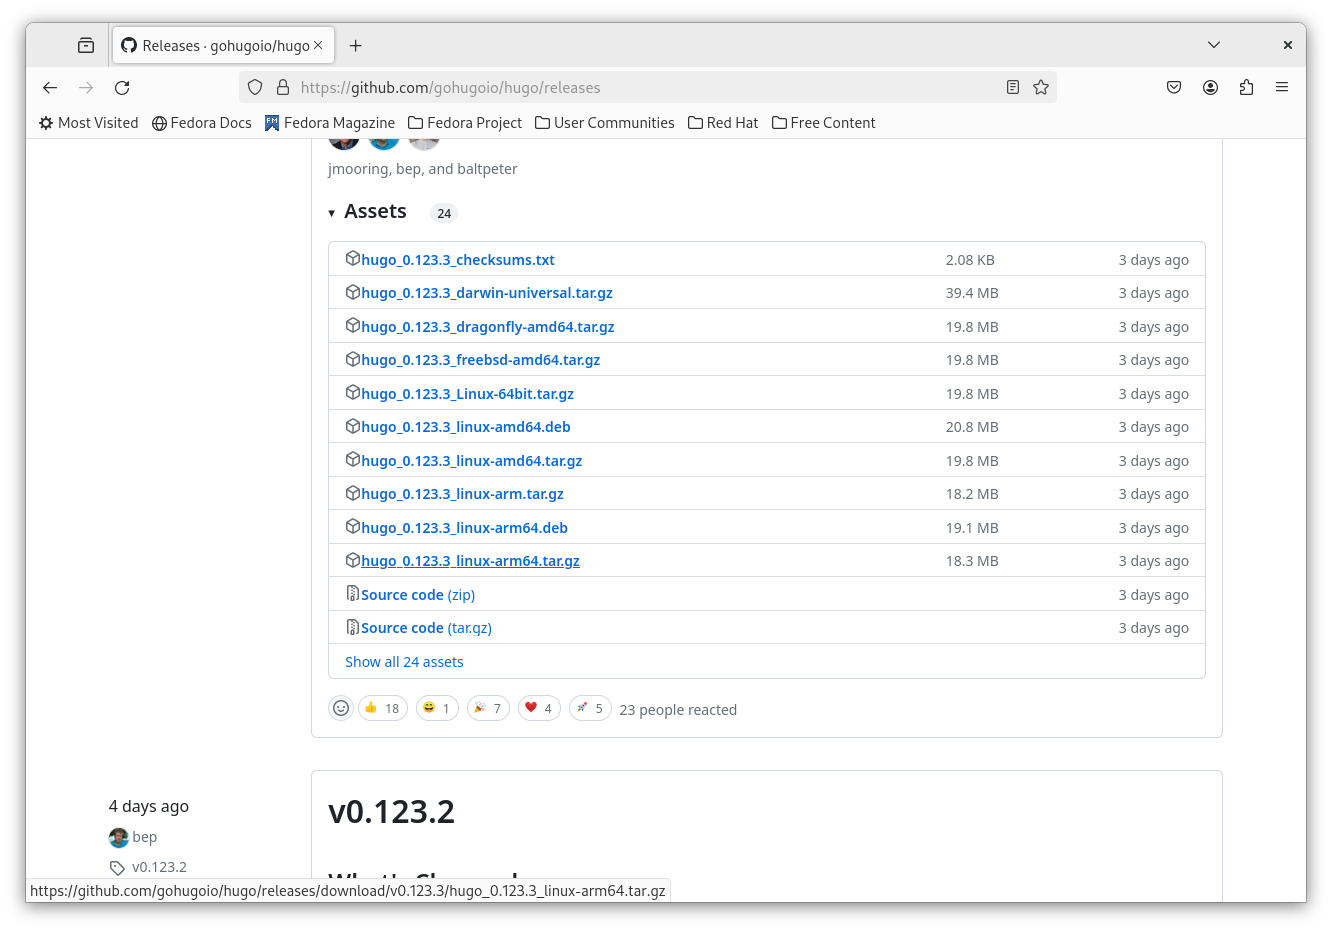 Releases · gohugoio/hugo
https://github.com/gohugoio/hugo/releases
Most Visited Fedora Docs Fedora Magazine Fedora Project User Communities Red Hat Free Content
jmooring, bep, and baltpeter
Assets 24
hugo_0.123.3_checksums.txt 2.08 KB 3 days ago
hugo_0.123.3_darwin-universal.tar.gz 39.4 MB 3 days ago
hugo_0.123.3_dragonfly-amd64.tar.gz 19.8 MB 3 days ago
hugo_0.123.3_freebsd-amd64.tar.gz 19.8 MB 3 days ago
hugo_0.123.3_Linux-64bit.tar.gz 19.8 MB 3 days ago
hugo_0.123.3_linux-amd64.deb 20.8 MB 3 days ago
hugo_0.123.3_linux-amd64.tar.gz 19.8 MB 3 days ago
hugo_0.123.3_linux-arm.tar.gz 18.2 MB 3 days ago
hugo_0.123.3_linux-arm64.deb 19.1 MB 3 days ago
hugo_0.123.3_linux-arm64.tar.gz 18.3 MB 3 days ago
Source code (zip) 3 days ago
Source code (tar.gz) 3 days ago
Show all 24 assets
18 1 7 4 5 23 people reacted
4 days ago
bep
v0.123.2
v0.123.2
What's Changed
https://github.com/gohugoio/hugo/releases/download/v0.123.3/hugo_0.123.3_linux-arm64.tar.gz